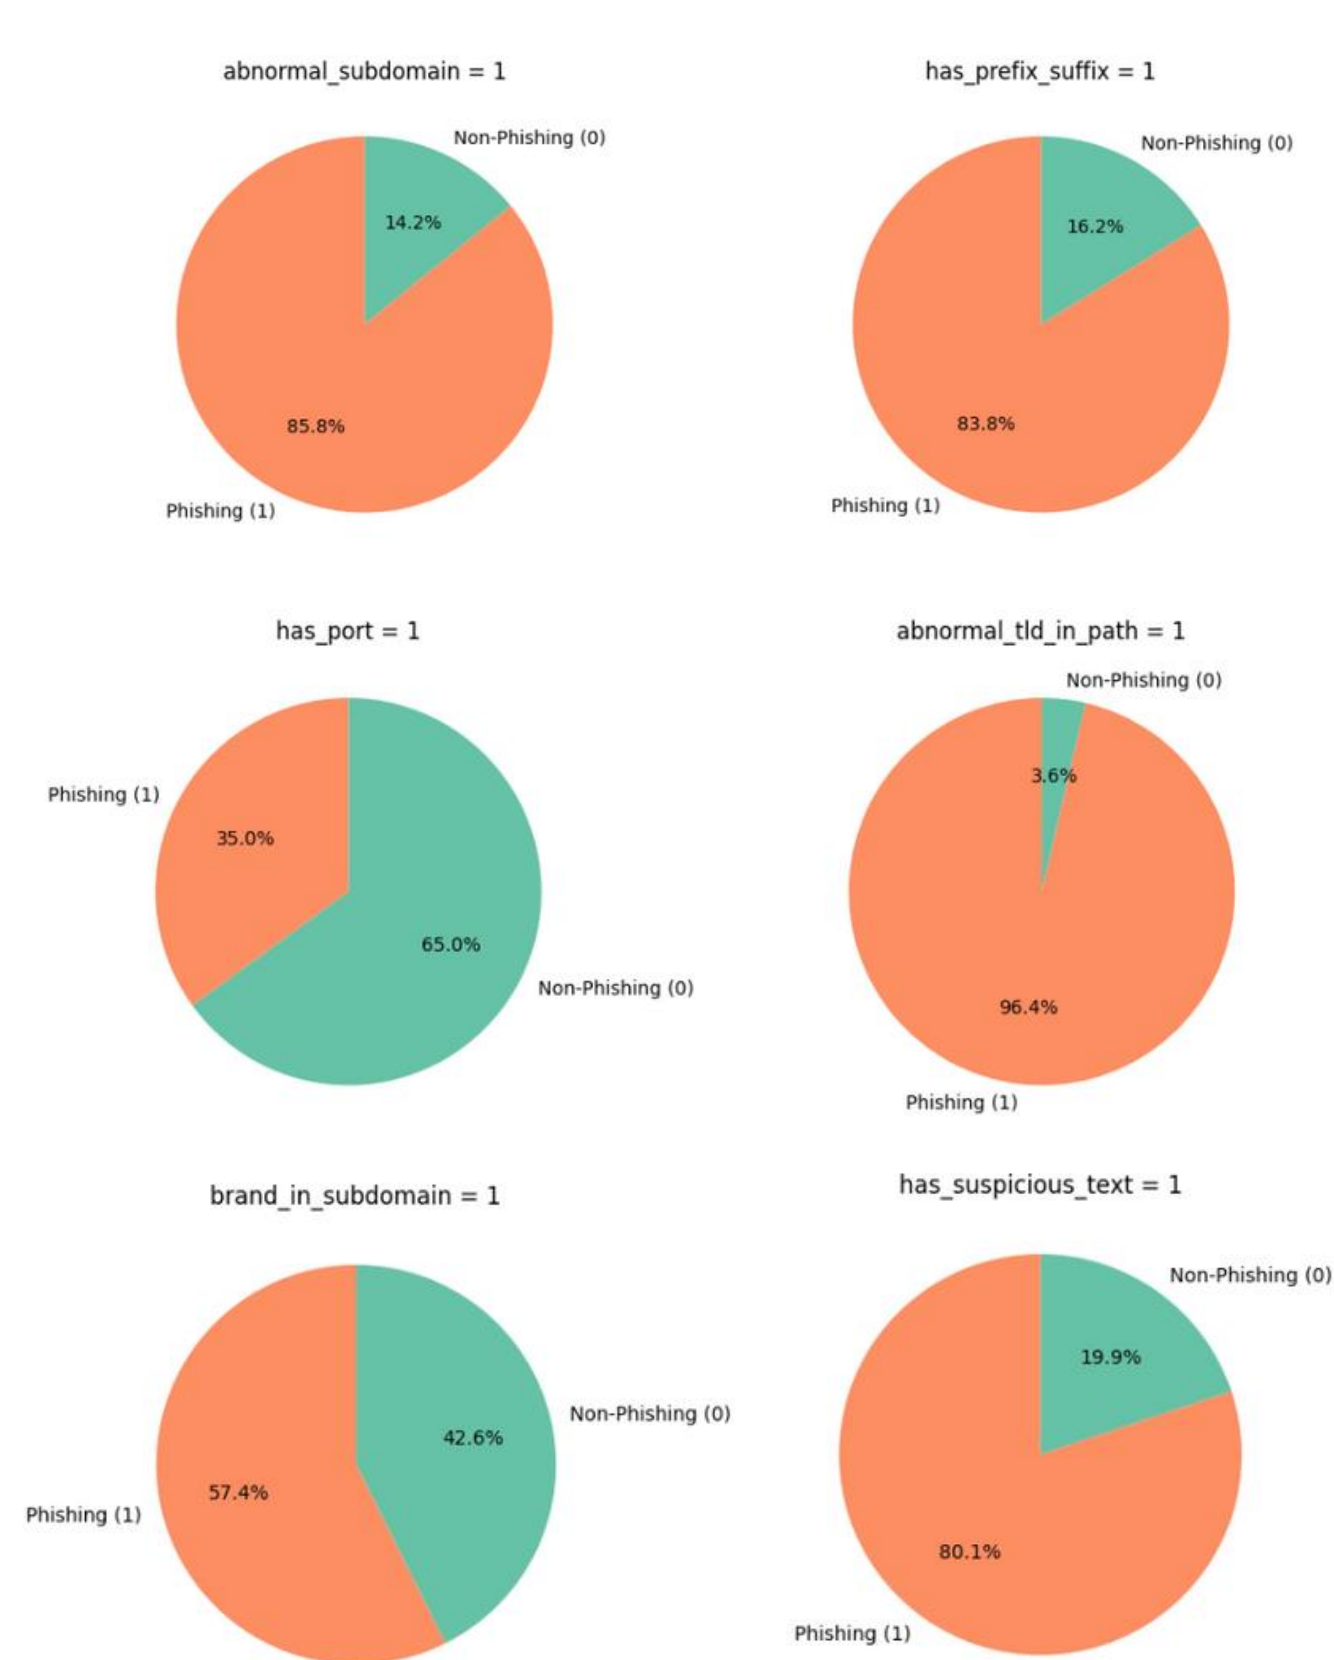 abnormal_subdomain = 1
Non-Phishing (0)
14.2%
85.8%
Phishing (1)
has_prefix_suffix = 1
Non-Phishing (0)
16.2%
83.8%
Phishing (1)
has_port = 1
Phishing (1)
35.0%
65.0%
Non-Phishing (0)
abnormal_tld_in_path = 1
Non-Phishing (0)
3.6%
96.4%
Phishing (1)
brand_in_subdomain = 1
Non-Phishing (0)
42.6%
57.4%
Phishing (1)
has_suspicious_text = 1
Non-Phishing (0)
19.9%
80.1%
Phishing (1)